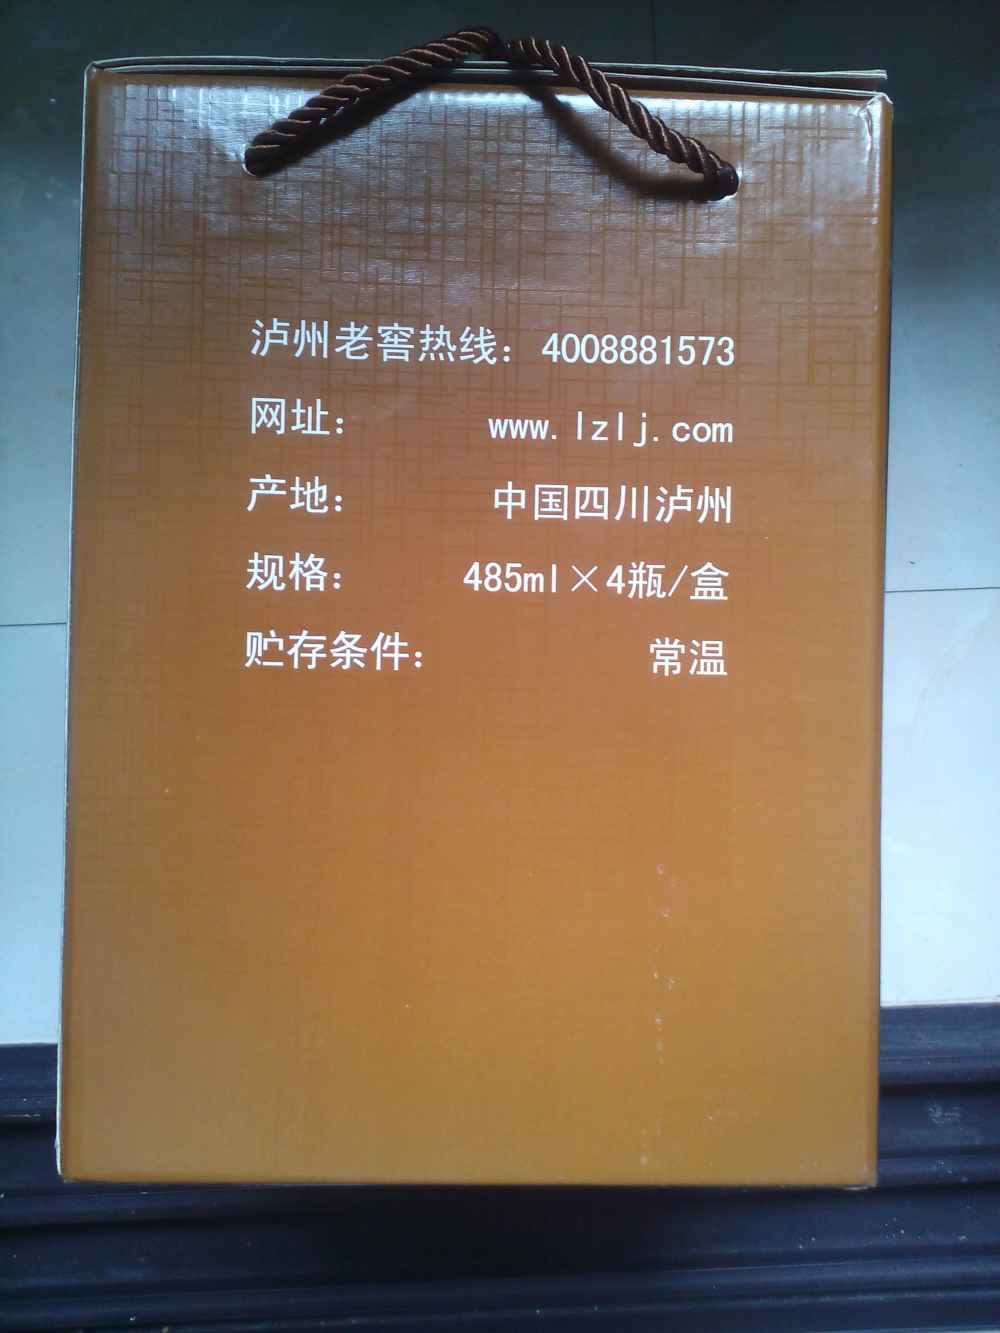 泸州老窖热线：4008881573
网址：www.lzlj.com
产地：中国四川泸州
规格：485ml×4瓶/盒
贮存条件：常温